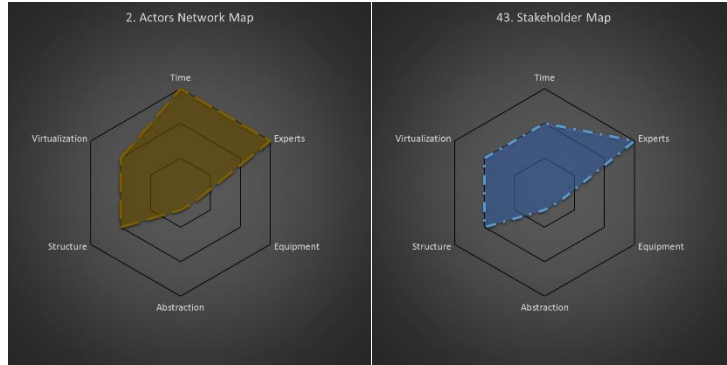 2. Actors Network Map
Time
Virtualization
Experts
Structure
Equipment
Abstraction
43. Stakeholder Map
Time
Virtualization
Experts
Structure
Equipment
Abstraction